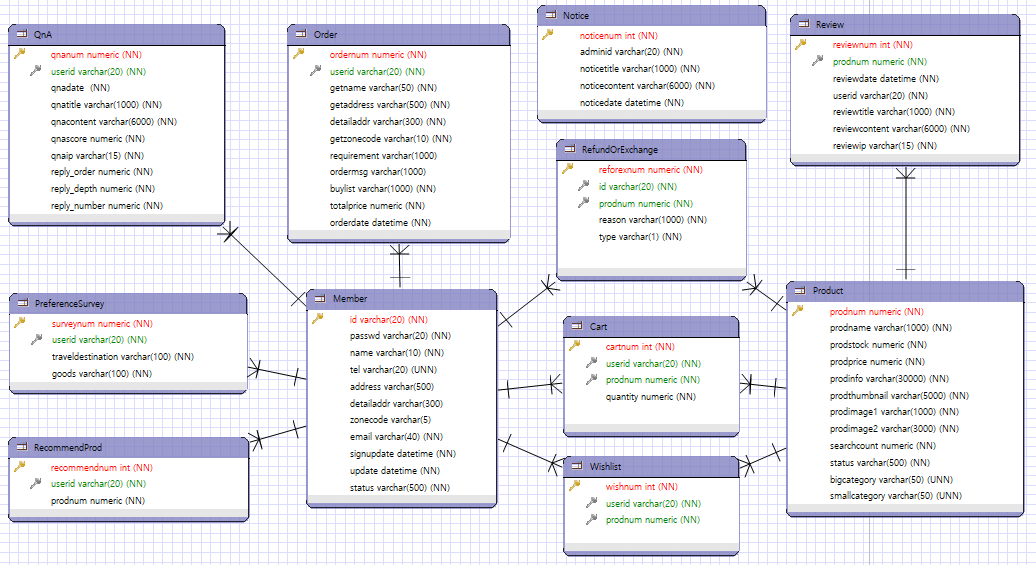 QnA
qnanum numeric (NN)
userid varchar(20) (NN)
qnadate (NN)
qnatitle varchar(1000) (NN)
qnacontent varchar(6000) (NN)
qnascore numeric (NN)
qnaip varchar(15) (NN)
reply_order numeric (NN)
reply_depth numeric (NN)
reply_number numeric (NN)
Order
ordernum numeric (NN)
userid varchar(20) (NN)
getname varchar(50) (NN)
getaddress varchar(500) (NN)
detailaddr varchar(300) (NN)
getzonecode varchar(10) (NN)
requirement varchar(1000)
ordermsg varchar(1000)
buylist varchar(1000) (NN)
totalprice numeric (NN)
orderdate datetime (NN)
Notice
noticenum int (NN)
adminid varchar(20) (NN)
noticetitle varchar(1000) (NN)
noticecontent varchar(6000) (NN)
noticedate datetime (NN)
Review
reviewnum int (NN)
prodnum numeric (NN)
reviewdate datetime (NN)
userid varchar(20) (NN)
reviewtitle varchar(1000) (NN)
reviewcontent varchar(6000) (NN)
reviewip varchar(15) (NN)
RefundOrExchange
reforexnum numeric (NN)
id varchar(20) (NN)
prodnum numeric (NN)
reason varchar(1000) (NN)
type varchar(1) (NN)
PreferenceSurvey
surveynum numeric (NN)
userid varchar(20) (NN)
traveldestination varchar(100) (NN)
goods varchar(100) (NN)
Member
id varchar(20) (NN)
passwd varchar(20) (NN)
name varchar(10) (NN)
tel varchar(20) (UNN)
address varchar(500)
detailaddr varchar(300)
zonecode varchar(5)
email varchar(40) (NN)
signupdate datetime (NN)
update datetime (NN)
status varchar(500) (NN)
Cart
cartnum int (NN)
userid varchar(20) (NN)
prodnum numeric (NN)
quantity numeric (NN)
Product
prodnum numeric (NN)
prodname varchar(1000) (NN)
prodstock numeric (NN)
prodprice numeric (NN)
prodinfo varchar(30000) (NN)
prodthumbnail varchar(5000) (NN)
prodimage1 varchar(1000) (NN)
prodimage2 varchar(3000) (NN)
searchcount numeric (NN)
status varchar(500) (NN)
bigcategory varchar(50) (UNN)
smallcategory varchar(50) (UNN)
RecommendProd
recommendnum int (NN)
userid varchar(20) (NN)
prodnum numeric (NN)
Wishlist
wishnum int (NN)
userid varchar(20) (NN)
prodnum numeric (NN)